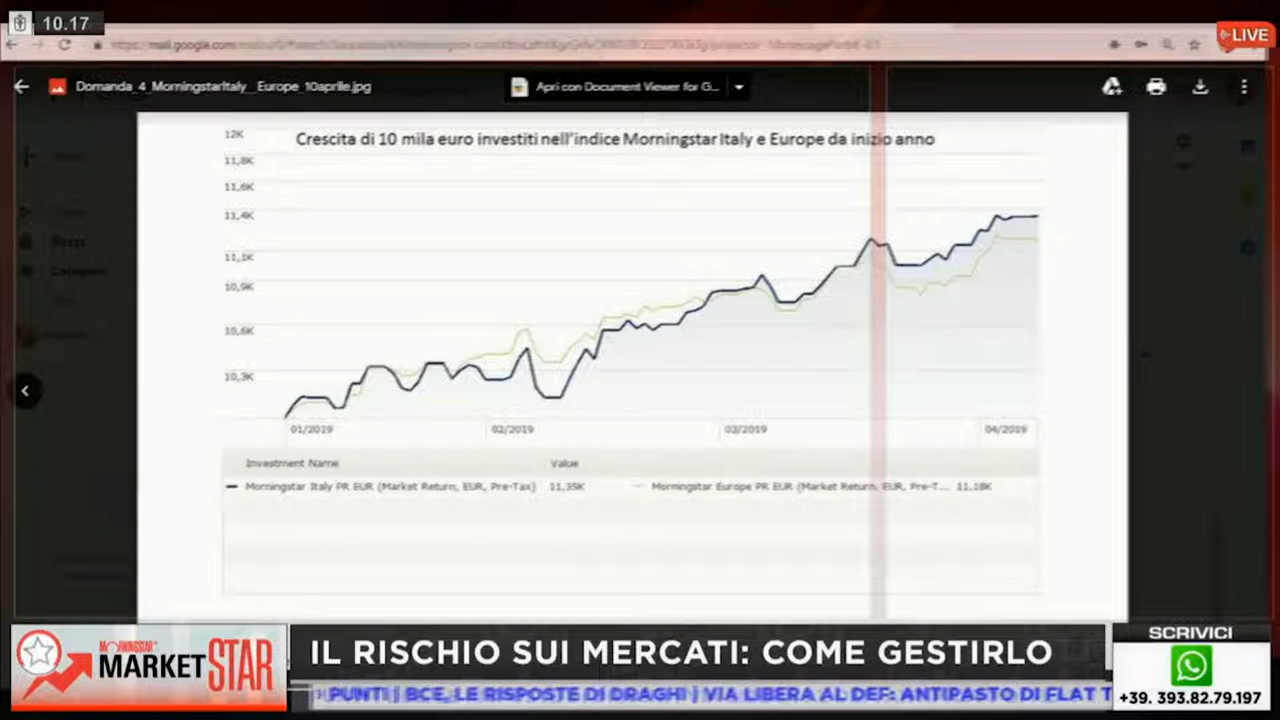 10.17
LIVE
Domanda_4_MorningstarItaly_Europe_10aprile.jpg
Apri con Document Viewer for G...
Crescita di 10 mila euro investiti nell'indice Morningstar Italy e Europe da inizio anno
12K
11,8K
11,6K
11,4K
11,1K
10,9K
10,6K
10,3K
01/2019 02/2019 03/2019 04/2019
Investment Name Value
Morningstar Italy PR EUR (Market Return, EUR, Pre-Tax) 11,35K Morningstar Europe PR EUR (Market Return, EUR, Pre-T... 11,18K
MORNINGSTAR
MARKET STAR
IL RISCHIO SUI MERCATI: COME GESTIRLO
PUNTI | BCE, LE RISPOSTE DI DRAGHI | VIA LIBERA AL DEF: ANTIPASTO DI FLAT T
SCRIVICI
+39. 393.82.79.197